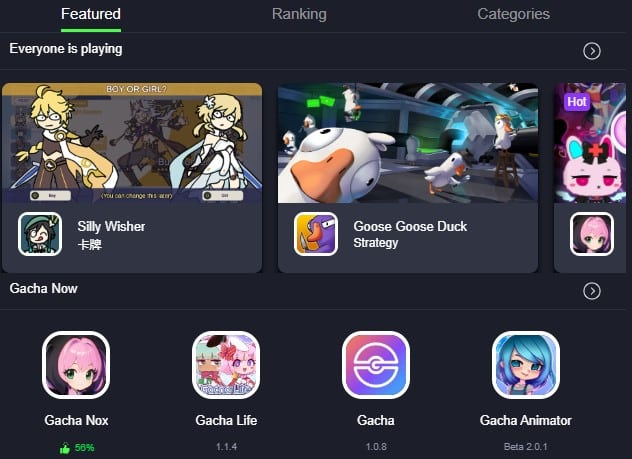 Featured Ranking Categories
Everyone is playing
BOY OR GIRL?
Hot
Boy (You can change this later) Girl
Silly Wisher
卡牌
Goose Goose Duck
Strategy
Gacha Now
Gacha Life
Gacha Nox Gacha Life Gacha Gacha Animator
56% 1.1.4 1.0.8 Beta 2.0.1